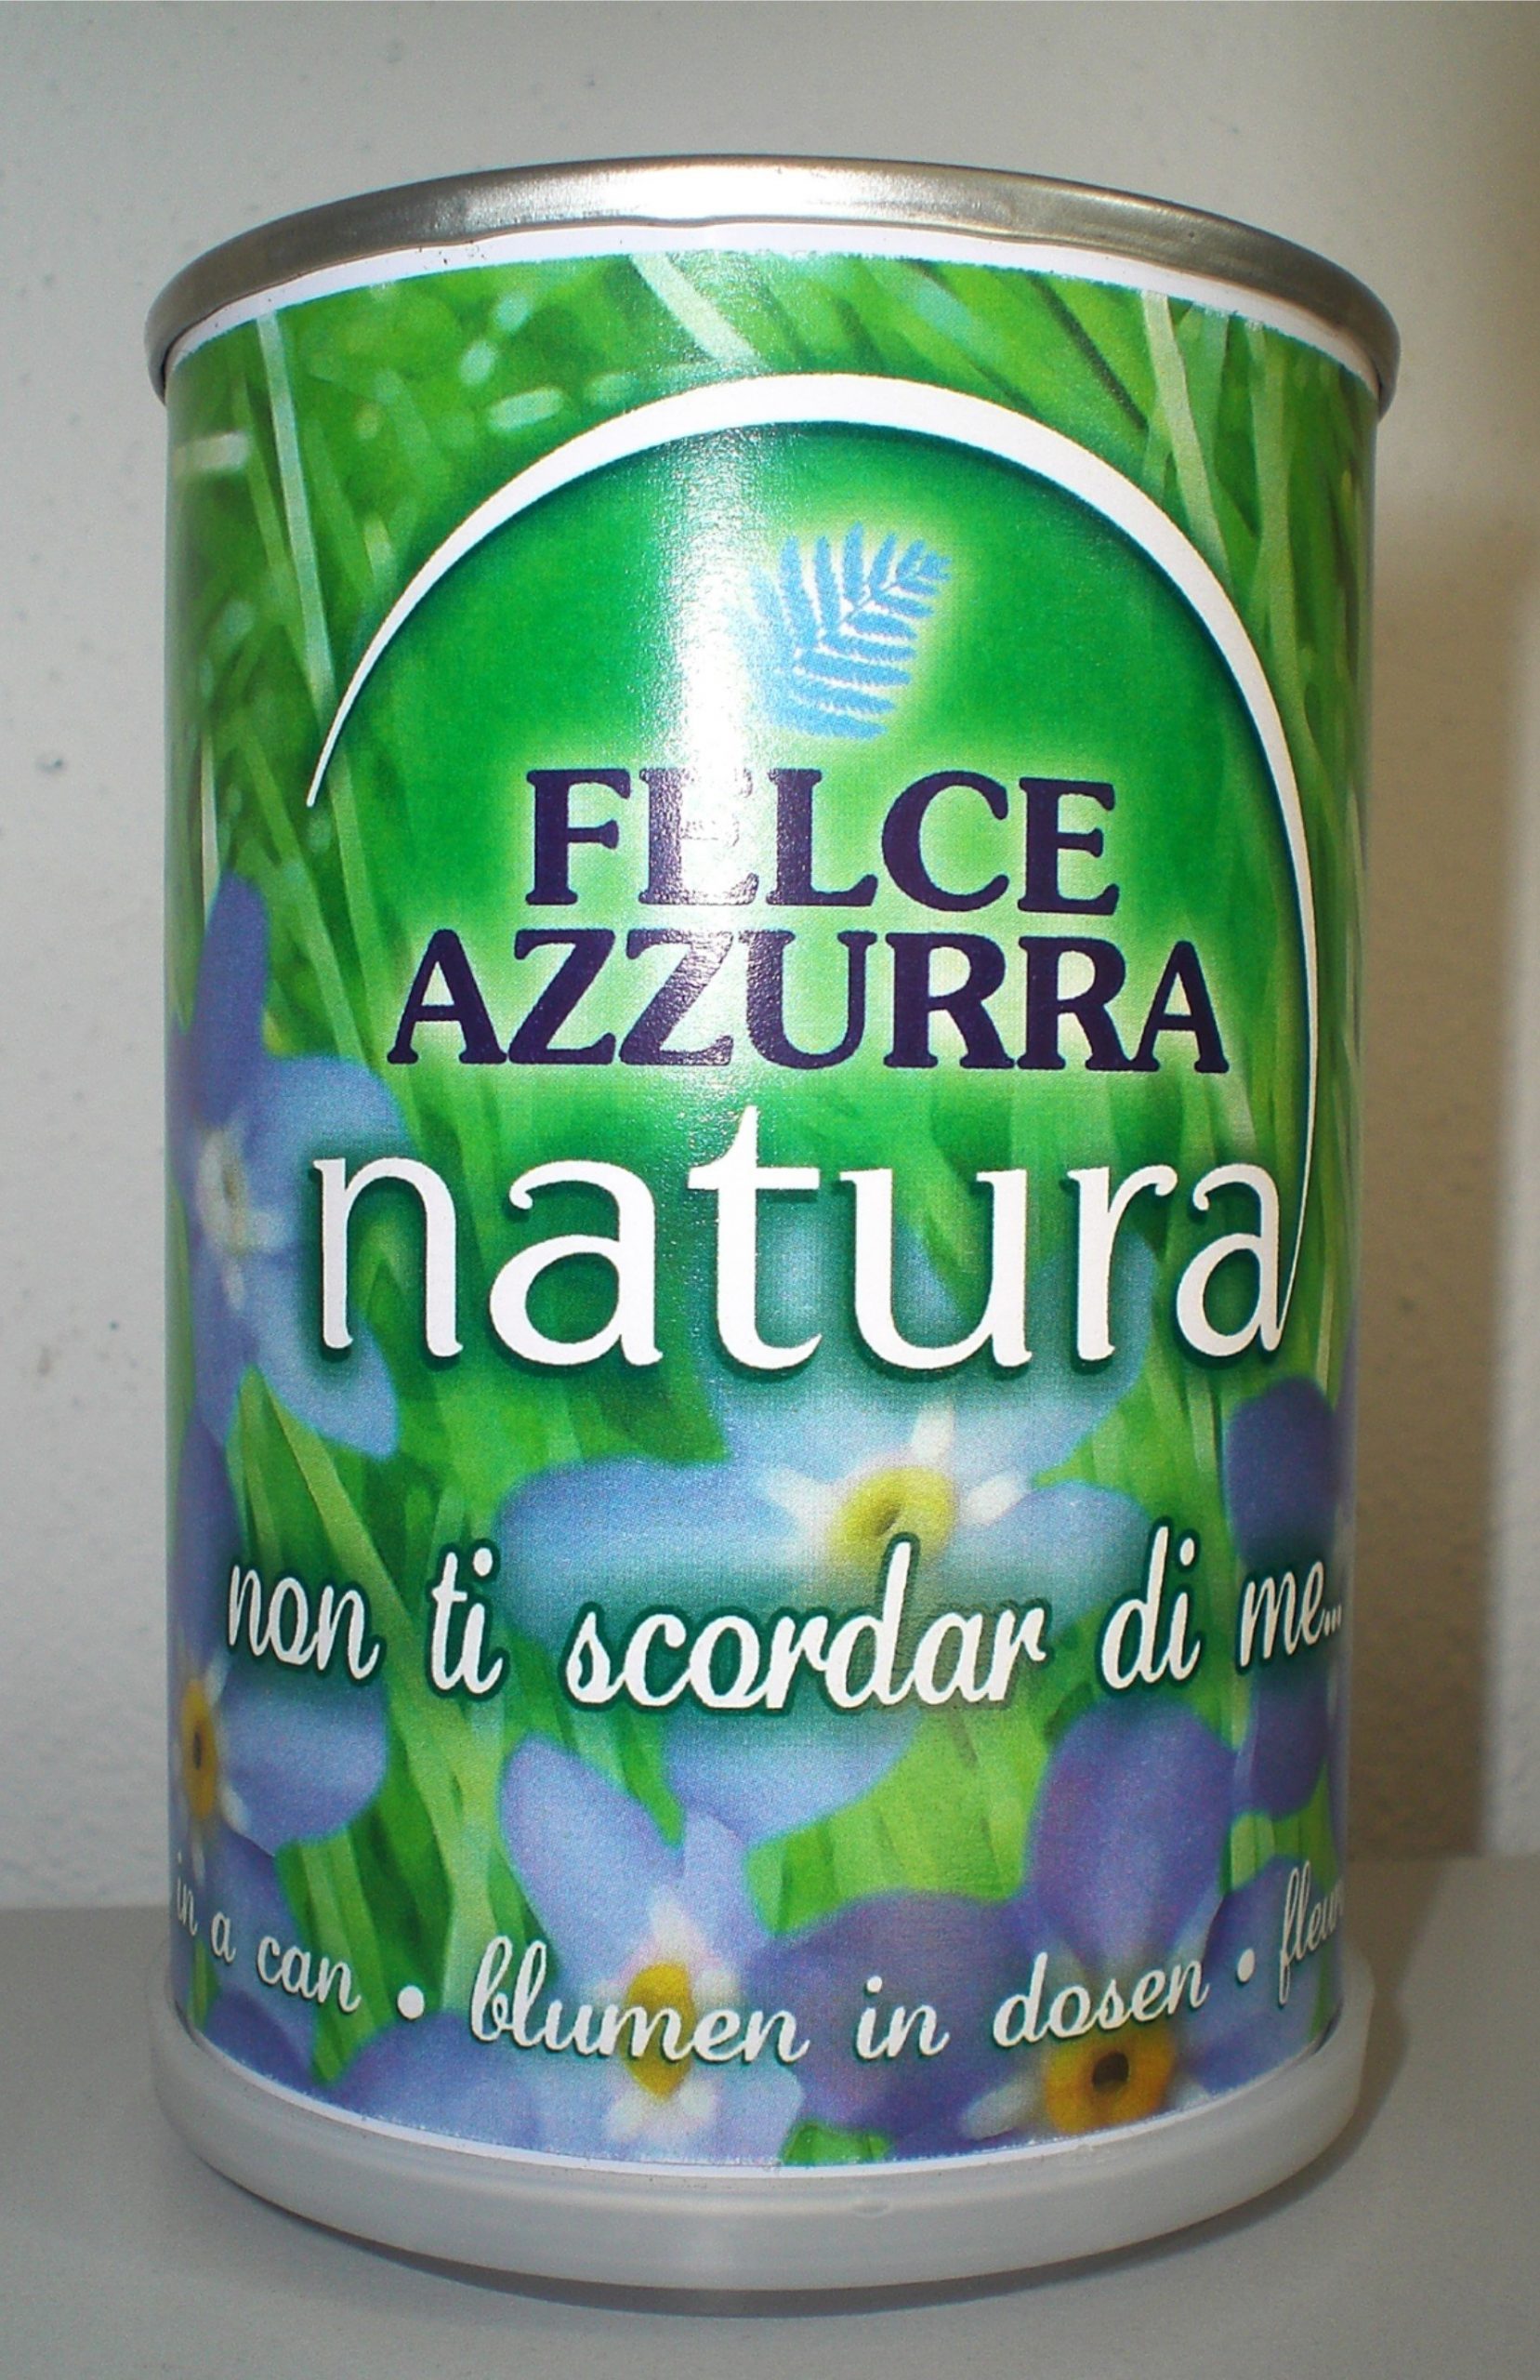 FELCE
AZZURRA
natura
non ti scordar di me...
in a can • blumen in dosen •